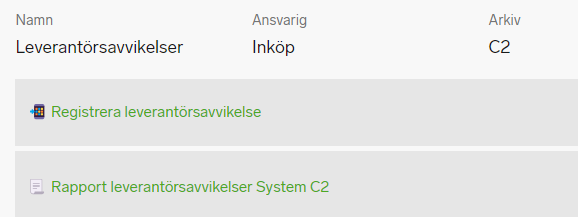 Namn Ansvarig Arkiv
Leverantörsavvikelser Inköp C2
Registrera leverantörsavvikelse
Rapport leverantörsavvikelser System C2